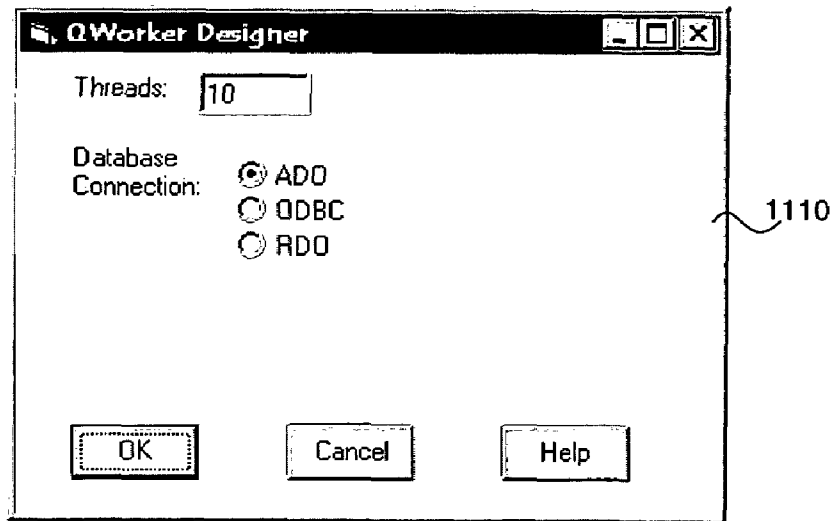 QWorker Designer
Threads: 10
Database
Connection:
ADO
ODBC
RDO
1110
OK Cancel Help